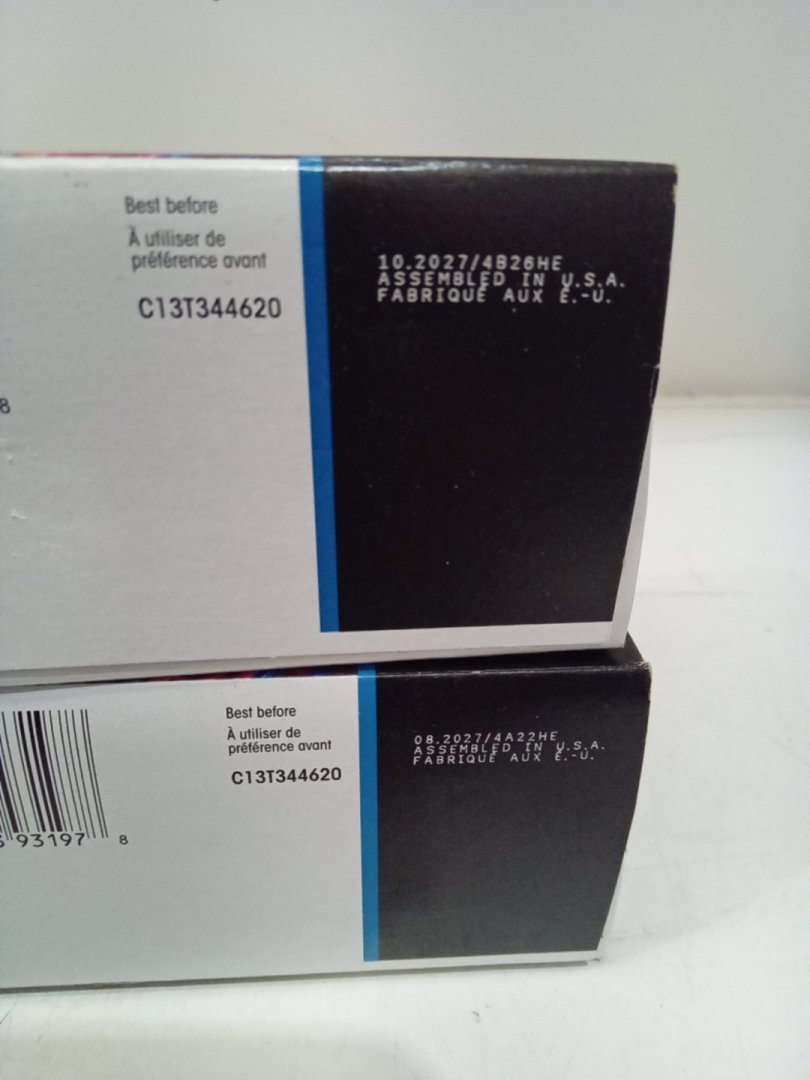 Best before
À utiliser de
préférence avant
C13T344620
10.2027/4B26HE
ASSEMBLED IN U.S.A.
FABRIQUÉ AUX É.-U.
8
Best before
À utiliser de
préférence avant
C13T344620
08.2027/4A22HE
ASSEMBLED IN U.S.A.
FABRIQUÉ AUX É.-U.
93197 8